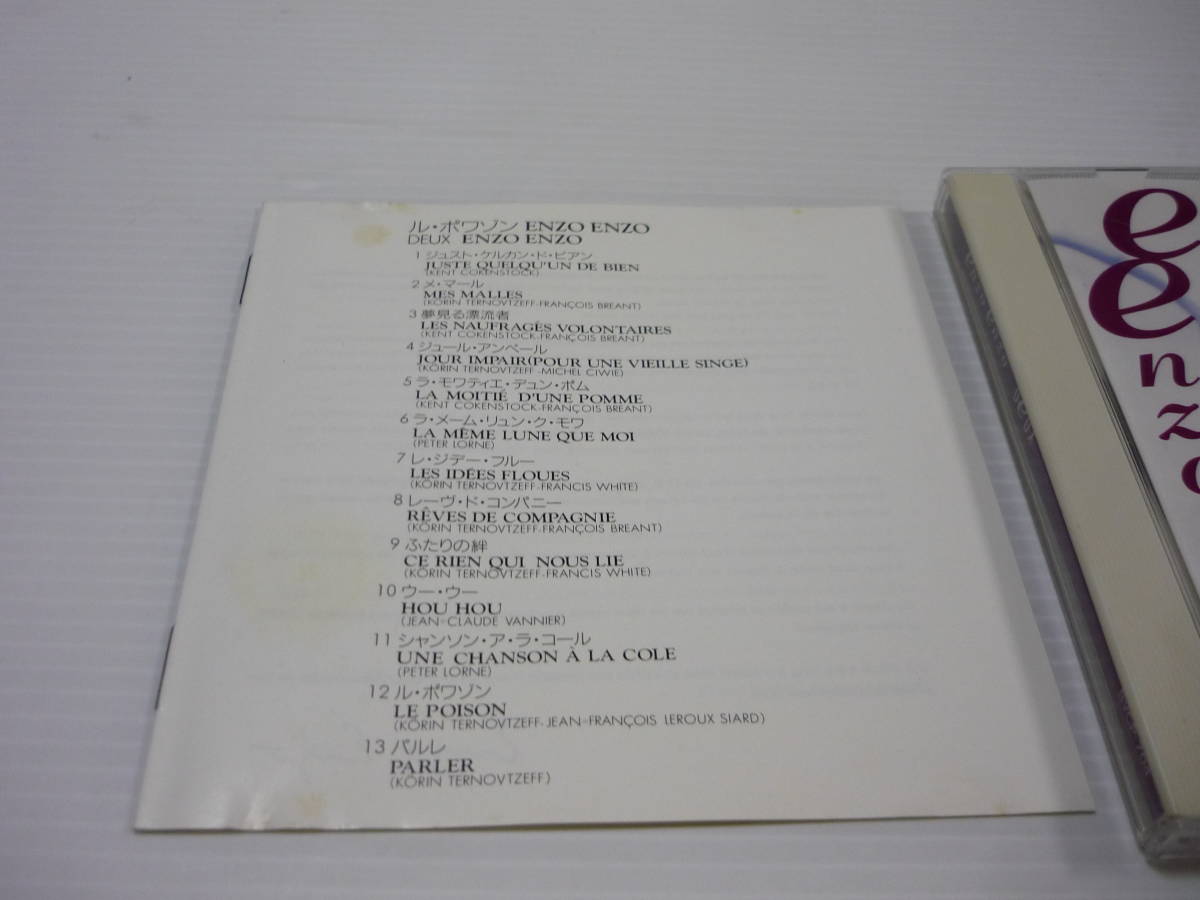 ル・ポワゾン ENZO ENZO
DEUX ENZO ENZO
1 ジュスト・ケルカン・ド・ビアン
JUSTE QUELQU'UN DE BIEN
(KENT COKENSTOCK)
2 メ・マール
MES MALLES
(KÖRIN TERNOVTZEFF-FRANÇOIS BREANT)
3 夢見る漂流者
LES NAUFRAGÉS VOLONTAIRES
(KENT COKENSTOCK-FRANÇOIS BREANT)
4 ジュール・アンペール
JOUR IMPAIR(POUR UNE VIEILLE SINGE)
(KÖRIN TERNOVTZEFF-MICHEL CIWIE)
5 ラ・モワティエ・デュン・ポム
LA MOITIÉ D'UNE POMME
(KENT COKENSTOCK-FRANÇOIS BREANT)
6 ラ・メーム・リュン・ク・モワ
LA MÊME LUNE QUE MOI
(PETER LORNE)
7 レ・ジデー・フルー
LES IDÉES FLOUES
(KÖRIN TERNOVTZEFF-FRANCIS WHITE)
8 レーヴ・ド・コンパニー
RÊVES DE COMPAGNIE
(KÖRIN TERNOVTZEFF-FRANÇOIS BREANT)
9 ふたりの絆
CE RIEN QUI NOUS LIE
(KÖRIN TERNOVTZEFF-FRANCIS WHITE)
10 ウー・ウー
HOU HOU
(JEAN=CLAUDE VANNIER)
11 シャンソン・ア・ラ・コール
UNE CHANSON À LA COLE
(PETER LORNE)
12 ル・ポワゾン
LE POISON
(KÖRIN TERNOVTZEFF-JEAN=FRANÇOIS LEROUX SIARD)
13 パルレ
PARLER
(KÖRIN TERNOVTZEFF)
e
enzo